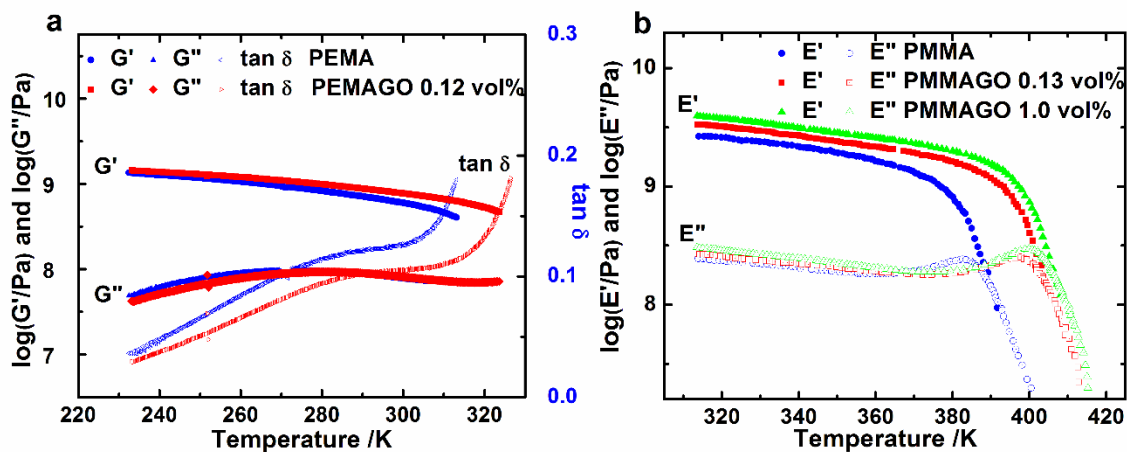 a
G' G" tan δ PEMA
G' G" tan δ PEMAGO 0.12 vol%
G'
G"
tan δ
log(G'/Pa) and log(G"/Pa)
10
9
8
7
220 240 260 280 300 320
Temperature /K
0.3
0.2
0.1
0.0
tan δ
b
E' E" PMMA
E' E" PMMAGO 0.13 vol%
E' E" PMMAGO 1.0 vol%
E'
E"
log(E'/Pa) and log(E"/Pa)
10
9
8
320 340 360 380 400 420
Temperature /K